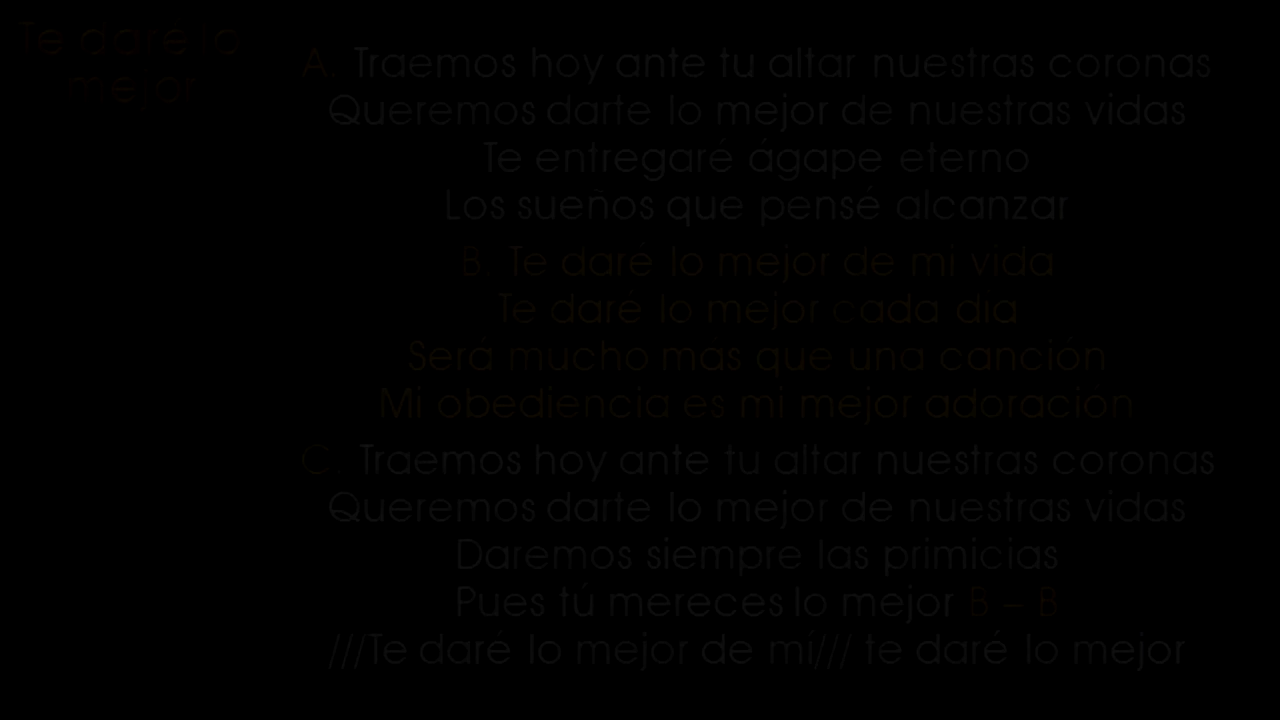 Te daré lo
mejor
A. Traemos hoy ante tu altar nuestras coronas
Queremos darte lo mejor de nuestras vidas
Te entregaré ágape eterno
Los sueños que pensé alcanzar
B. Te daré lo mejor de mi vida
Te daré lo mejor cada día
Será mucho más que una canción
Mi obediencia es mi mejor adoración
C. Traemos hoy ante tu altar nuestras coronas
Queremos darte lo mejor de nuestras vidas
Daremos siempre las primicias
Pues tú mereces lo mejor B – B
///Te daré lo mejor de mí/// te daré lo mejor